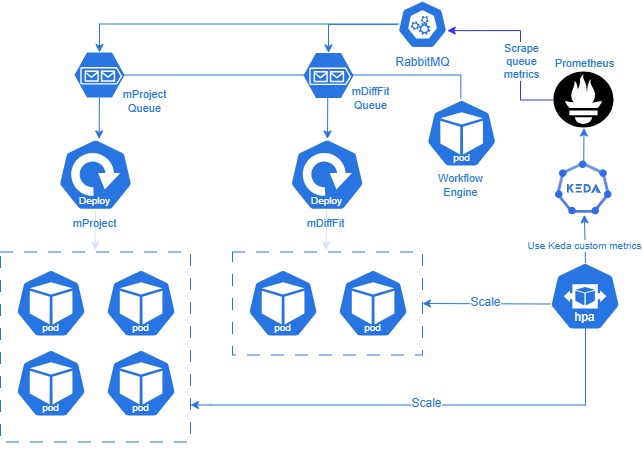 RabbitMQ
Scrape
queue
metrics
Prometheus
mProject
Queue
mDiffFit
Queue
pod
Workflow
Engine
Deploy
mProject
Deploy
mDiffFit
KEDA
Use Keda custom metrics
pod
pod
pod
pod
Scale
hpa
pod
pod
Scale